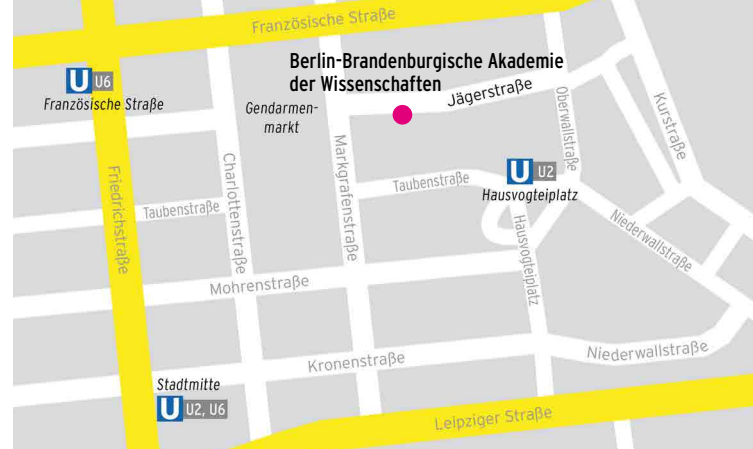 Französische Straße
Berlin-Brandenburgische Akademie
der Wissenschaften
U U6
Französische Straße
Gendarmen-
markt
Jägerstraße
Oberwallstraße
Kurstraße
Friedrichstraße
Charlottenstraße
Markgrafenstraße
Taubenstraße
Taubenstraße
U U2
Hausvogteiplatz
Hausvogteiplatz
Niederwallstraße
Mohrenstraße
Kronenstraße
Niederwallstraße
Stadtmitte
U U2, U6
Leipziger Straße